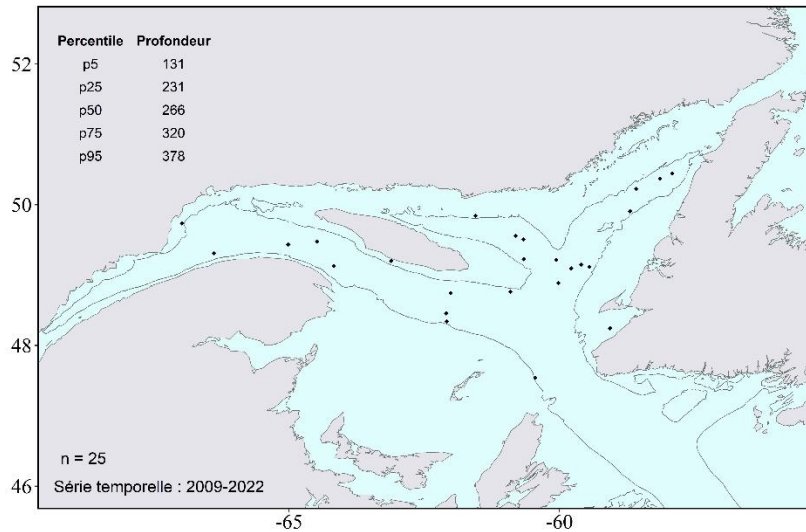 Percentile Profondeur
p5 131
p25 231
p50 266
p75 320
p95 378
52
50
48
46
n = 25
Série temporelle : 2009-2022
-65 -60